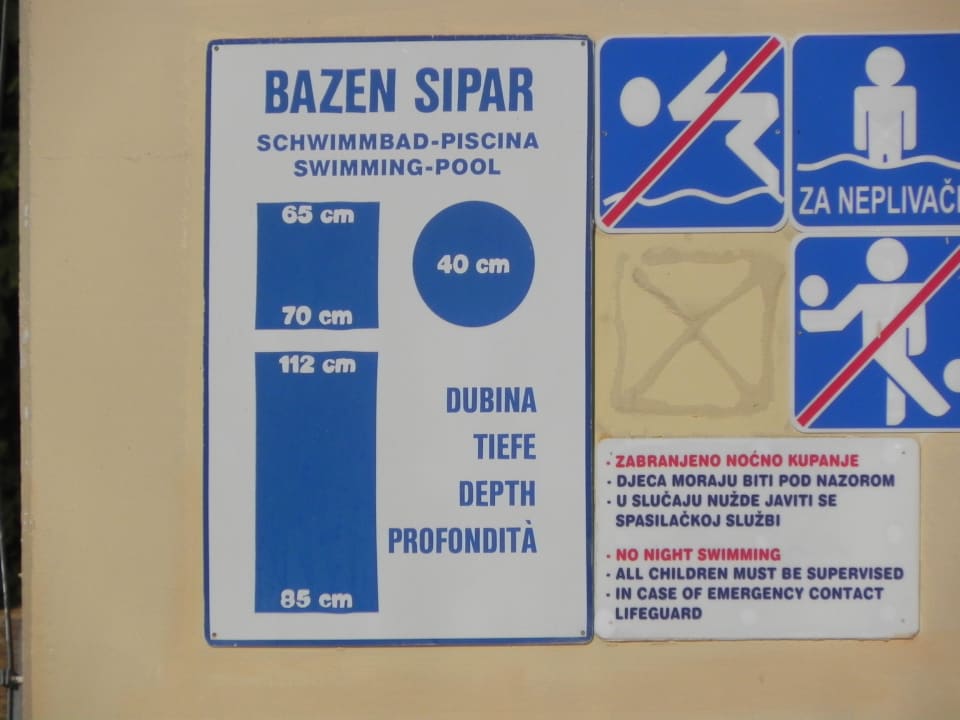 BAZEN SIPAR
SCHWIMMBAD-PISCINA
SWIMMING-POOL
65 cm
70 cm
40 cm
112 cm
85 cm
DUBINA
TIEFE
DEPTH
PROFONDITÀ
ZA NEPLIVAČ
- ZABRANJENO NOĆNO KUPANJE
- DJECA MORAJU BITI POD NAZOROM
- U SLUČAJU NUŽDE JAVITI SE
SPASILAČKOJ SLUŽBI
- NO NIGHT SWIMMING
- ALL CHILDREN MUST BE SUPERVISED
- IN CASE OF EMERGENCY CONTACT
LIFEGUARD